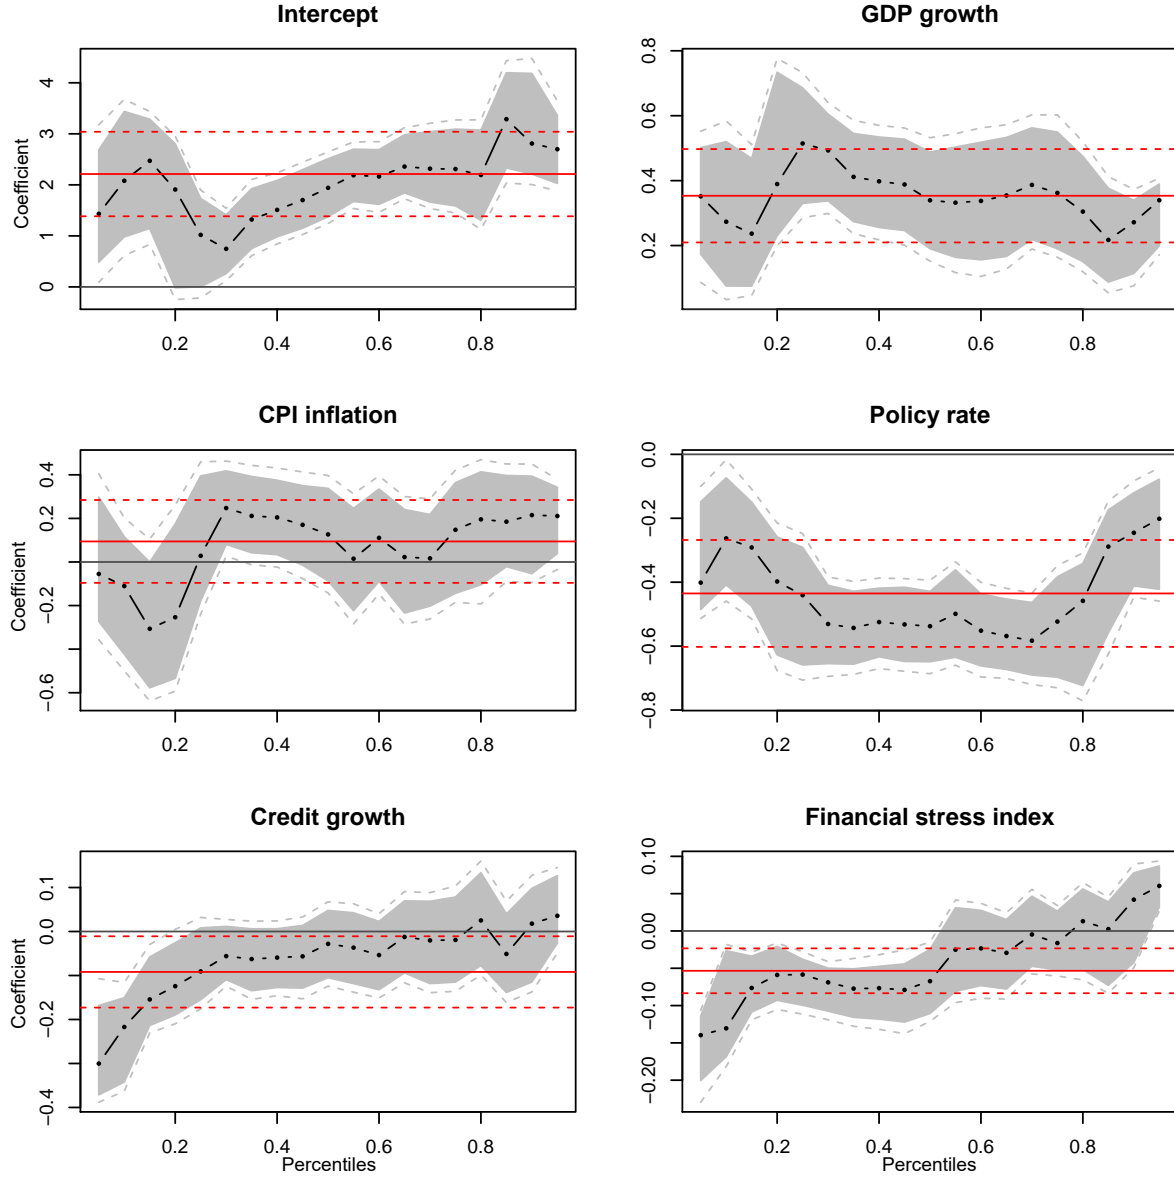 Intercept
Coefficient
4
3
2
1
0
0.2 0.4 0.6 0.8
GDP growth
0.8
0.6
0.4
0.2
0.2 0.4 0.6 0.8
CPI inflation
Coefficient
0.4
0.2
−0.2
−0.6
0.2 0.4 0.6 0.8
Policy rate
0.0
−0.2
−0.4
−0.6
−0.8
0.2 0.4 0.6 0.8
Credit growth
Coefficient
0.1
0.0
−0.2
−0.4
0.2 0.4 0.6 0.8
Percentiles
Financial stress index
0.10
0.00
−0.10
−0.20
0.2 0.4 0.6 0.8
Percentiles